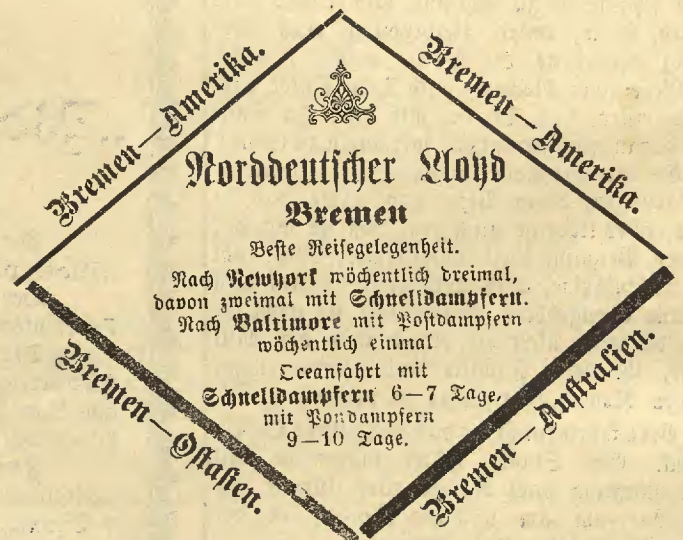 Bremen—Amerika.
Bremen—Amerika.
Norddeutscher Lloyd
Bremen
Beste Reisegelegenheit.
Nach Newyork wöchentlich dreimal,
davon zweimal mit Schnelldampfern.
Nach Baltimore mit Postdampfern
wöchentlich einmal
Oceanfahrt mit
Schnelldampfern 6—7 Tage,
mit Postdampfern
9—10 Tage.
Bremen—Ostasien.
Bremen—Australien.